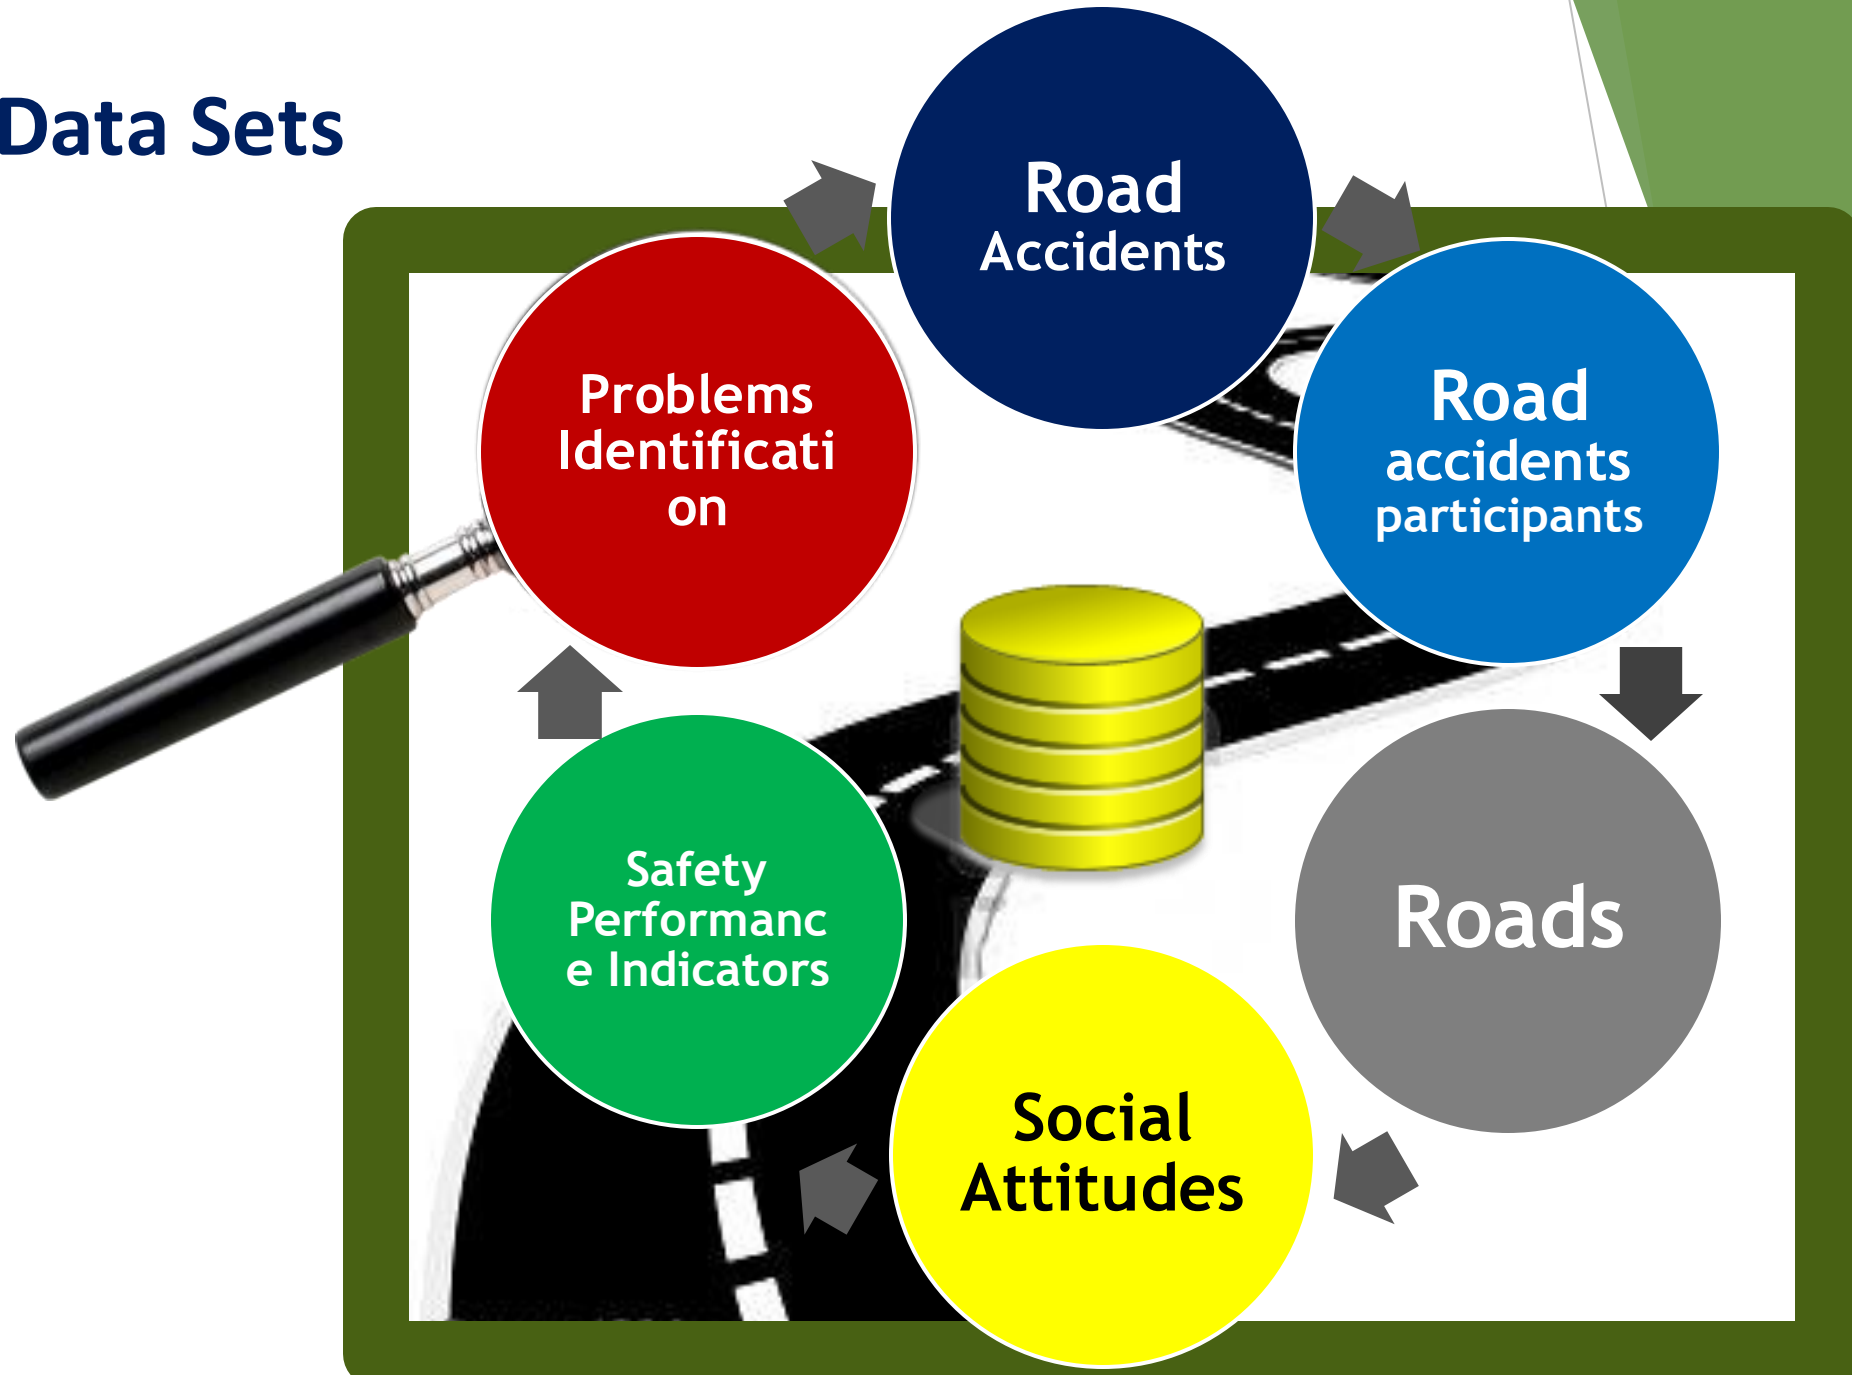 Data Sets
Road
Accidents
Road
accidents
participants
Roads
Social
Attitudes
Safety
Performanc
e Indicators
Problems
Identificati
on